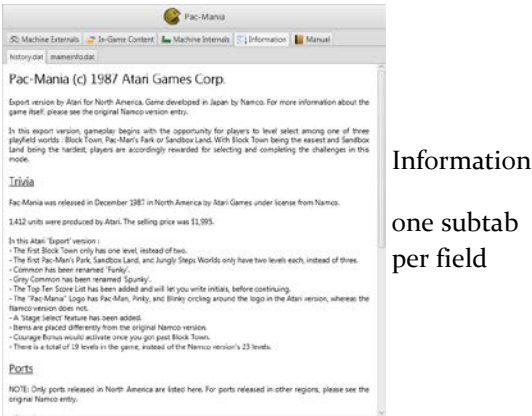 Pac-Mania
Machine Externals In-Game Content Machine Internals Information Manual
history.dat mameinfo.dat
Pac-Mania (c) 1987 Atari Games Corp.
Export version by Atari for North America. Game developed in Japan by Namco. For more information about the
game itself: please see the original Namco version entry.
In this export version, gameplay begins with the opportunity for players to level select among one of three
playfield worlds : Block Town, Pac-Man's Park or Sandbox Land. With Block Town being the easiest and Sandbox
Land being the hardest, players are accordingly rewarded for selecting and completing the challenges in this
mode.
Trivia
Pac-Mania was released in December 1987 in North America by Atari Games under license from Namco.
1,412 units were produced by Atari. The selling price was $1,995.
In this Atari 'Export' version :
- The first Block Town only has one level, instead of two.
- The first Pac-Man's Park, Sandbox Land, and Jungly Steps Worlds only have two levels each, instead of three.
- Common has been renamed 'Funky'.
- Grey Common has been renamed 'Spunky'.
- The Top Ten Score List has been added and will let you write initials, before continuing.
- The "Pac-Mania" Logo has Pac-Man, Pinky, and Blinky circling around the logo in the Atari version, whereas the
Namco version does not.
- A 'Stage Select' feature has been added.
- Items are placed differently from the original Namco version.
- Courage Bonus would activate once you got past Block Town.
- There is a total of 19 levels in the game, instead of the Namco version's 23 levels.
Ports
NOTE: Only ports released in North America are listed here. For ports released in other regions, please see the
original Namco entry.
Information
one subtab
per field